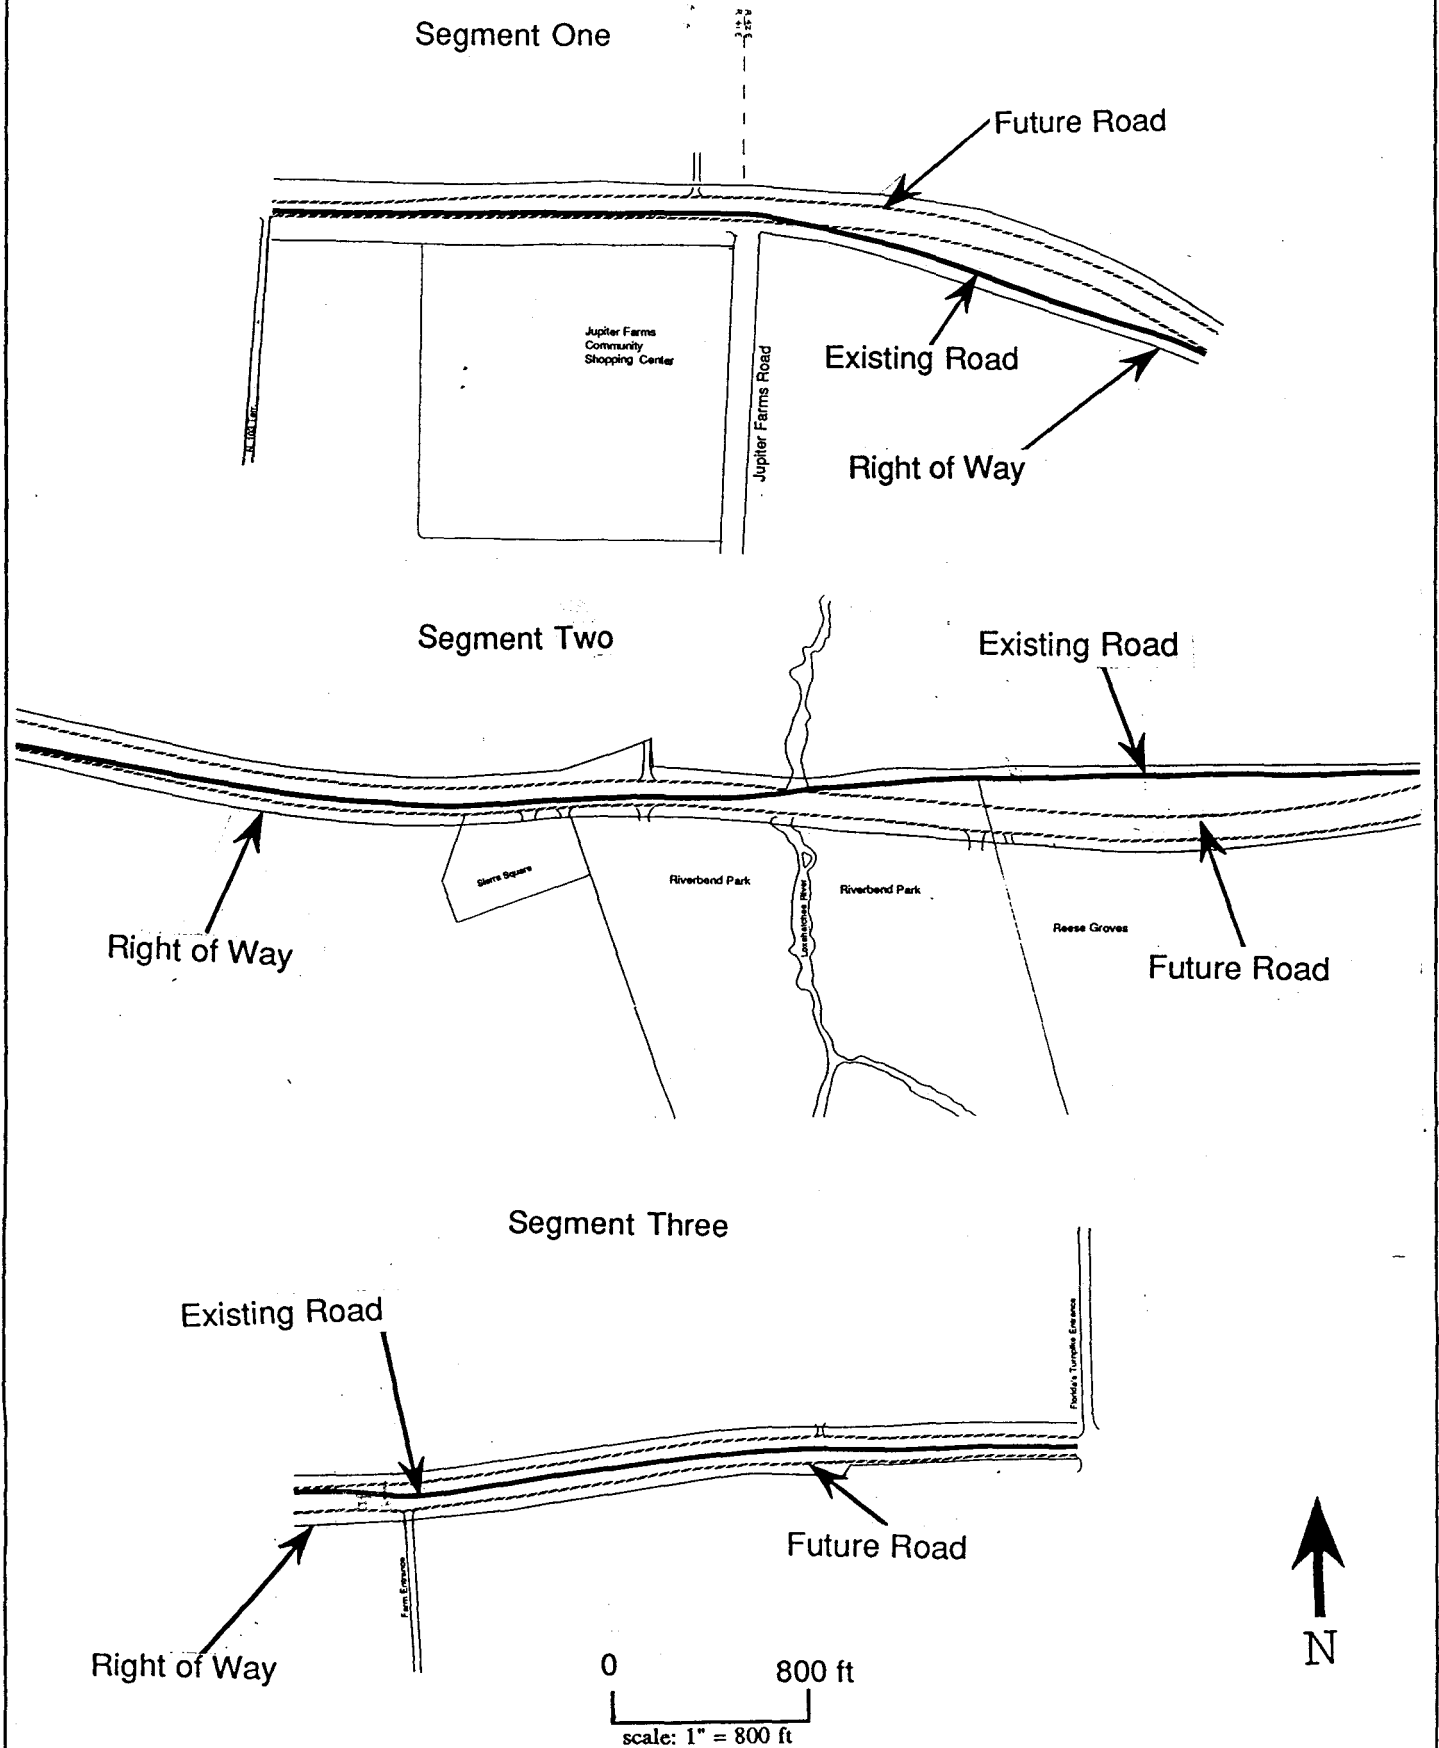 Segment One
Future Road
Jupiter Farms
Community
Shopping Center
Existing Road
Jupiter Farms Road
Right of Way
Segment Two
Existing Road
Sierra Square
Riverbend Park
Loxahatchee River
Riverbend Park
Reese Groves
Right of Way
Future Road
Segment Three
Existing Road
Florida's Turnpike Entrance
Future Road
Farm Entrance
Right of Way
0 800 ft
scale: 1" = 800 ft
N